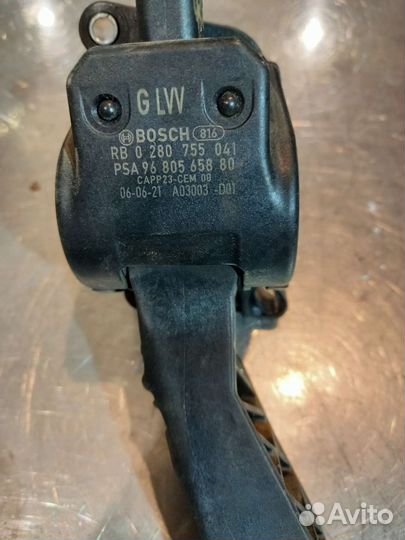 G LW
BOSCH 816
RB 0 280 755 041
PSA 96 805 658 80
CAPP23-CEM 08
06-06-21 A03003 -D01
Avito